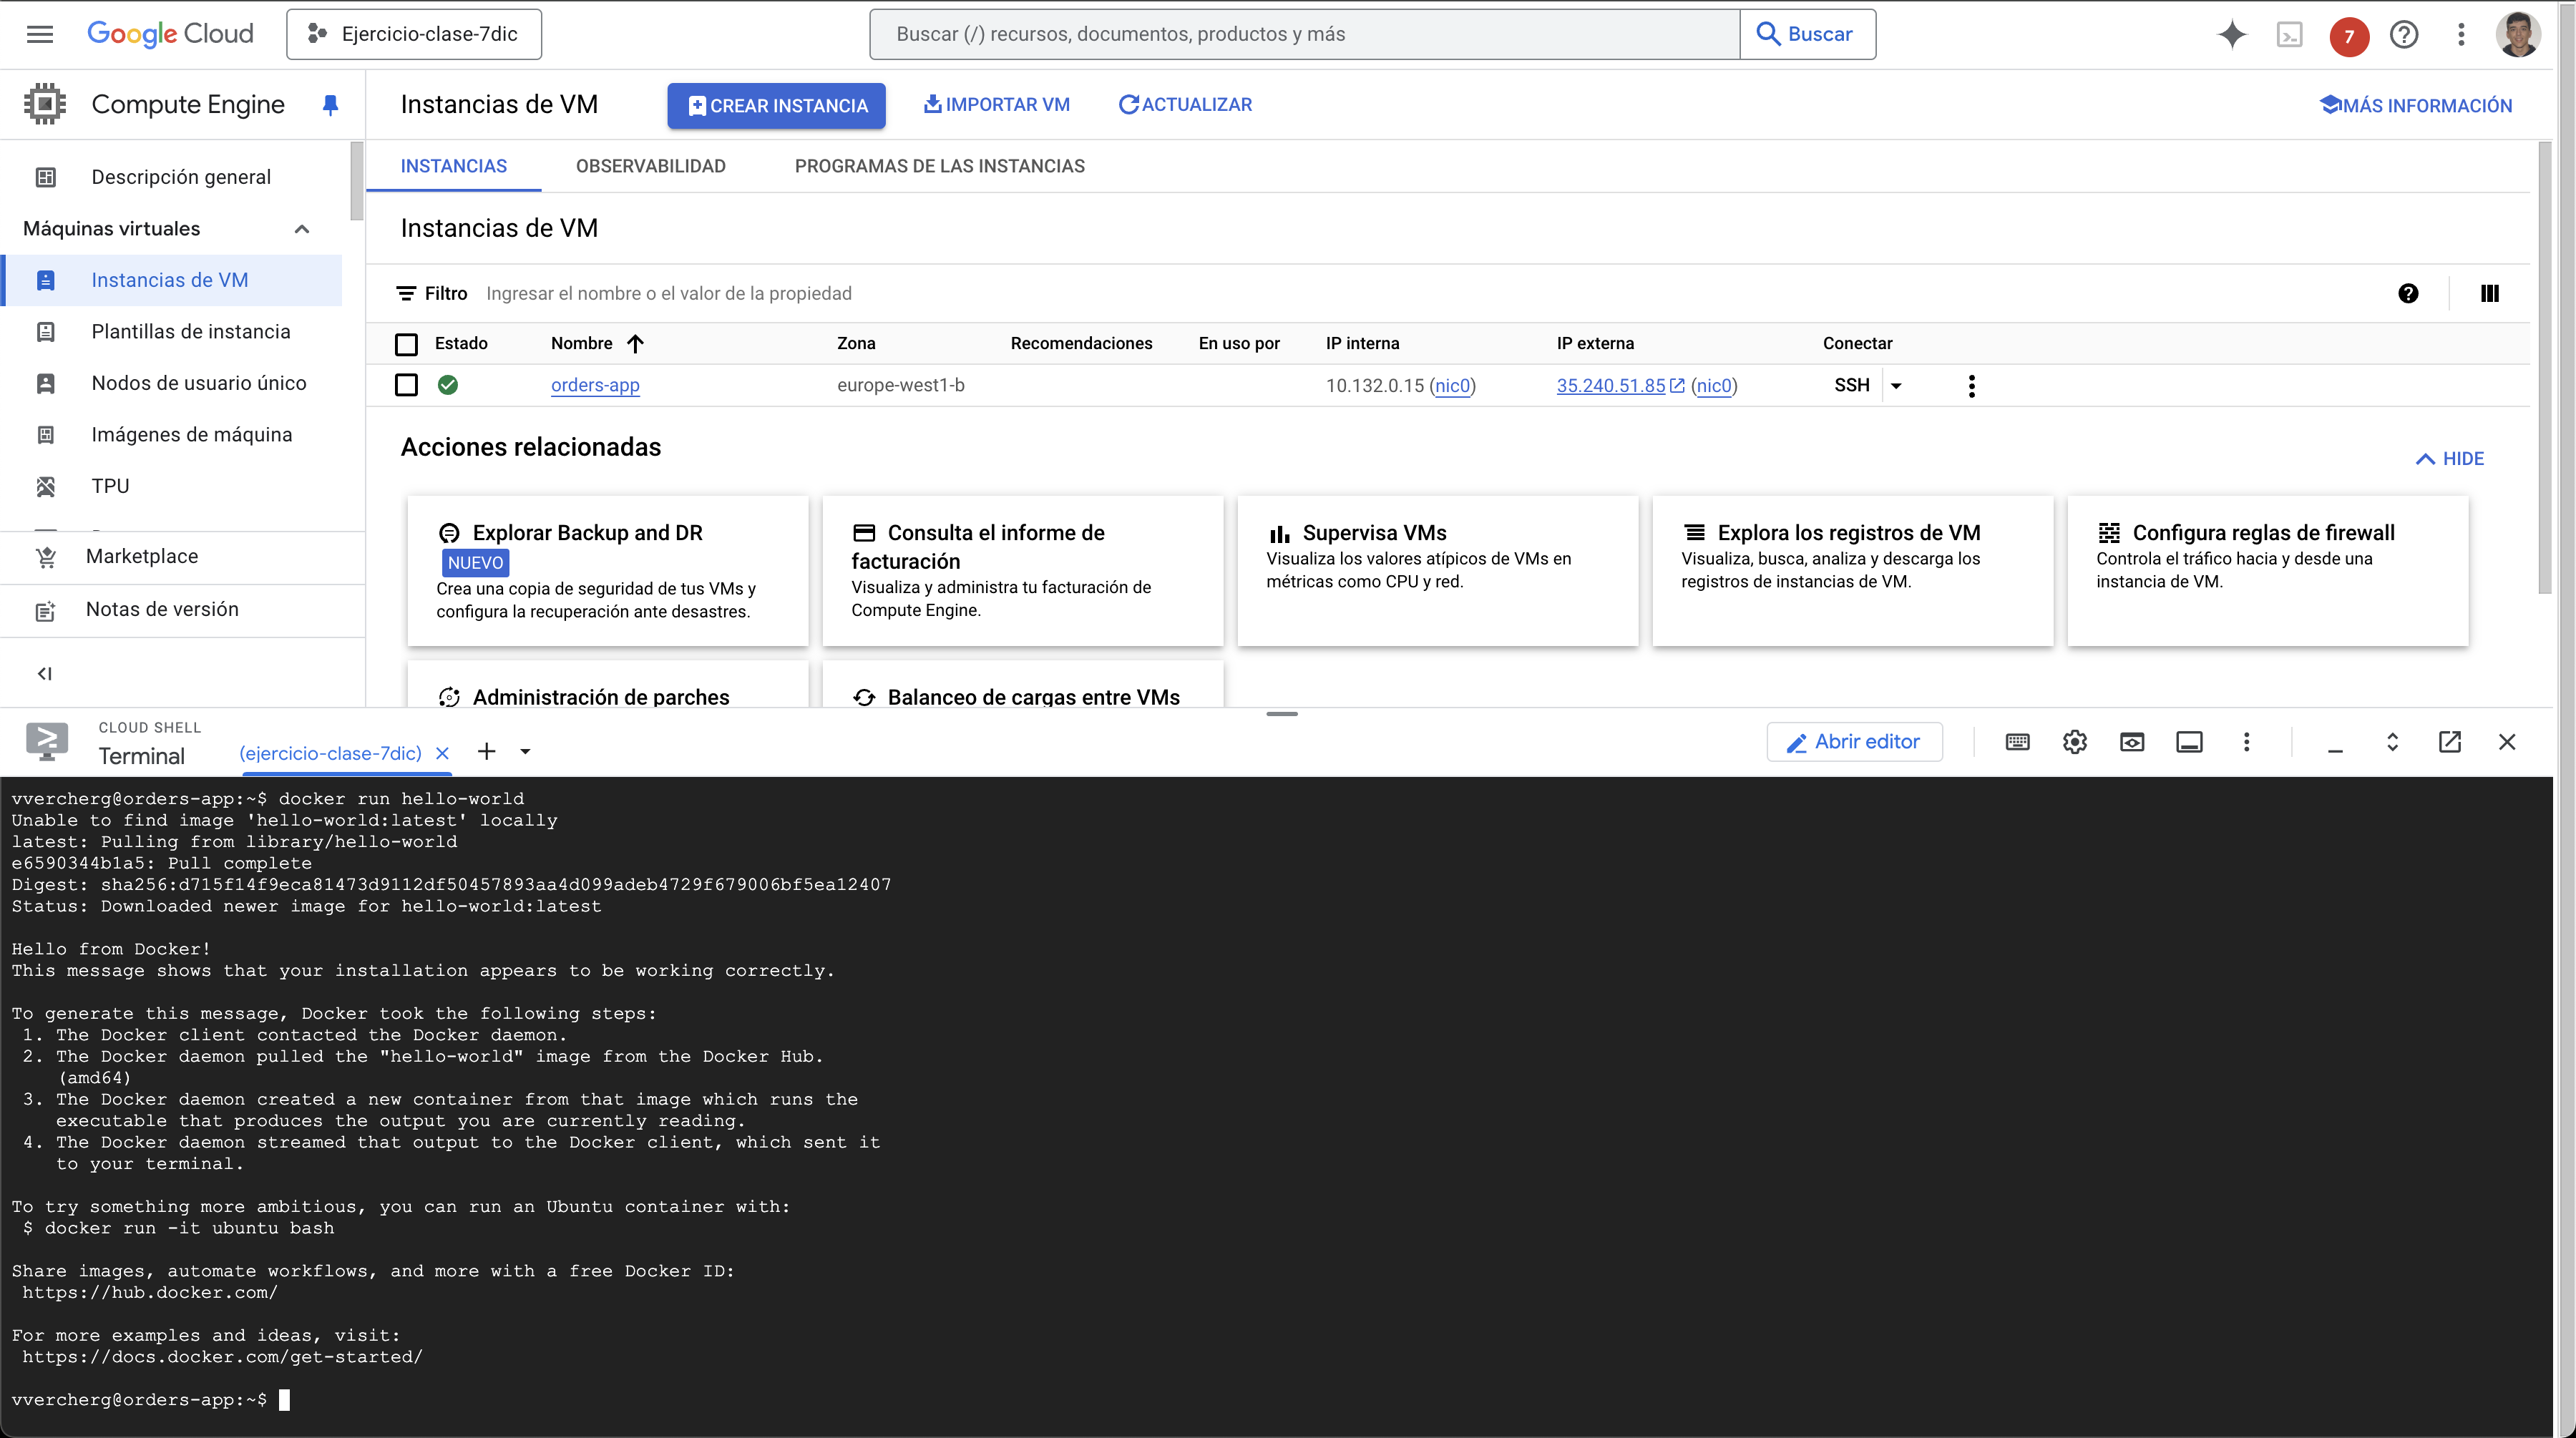 Google Cloud
Ejercicio-clase-7dic
Buscar (/) recursos, documentos, productos y más
Buscar
7
Compute Engine
Instancias de VM
CREAR INSTANCIA
IMPORTAR VM
ACTUALIZAR
MÁS INFORMACIÓN
Descripción general
Máquinas virtuales
Instancias de VM
Plantillas de instancia
Nodos de usuario único
Imágenes de máquina
TPU
Marketplace
Notas de versión
INSTANCIAS
OBSERVABILIDAD
PROGRAMAS DE LAS INSTANCIAS
Instancias de VM
Filtro
Ingresar el nombre o el valor de la propiedad
Estado
Nombre
Zona
Recomendaciones
En uso por
IP interna
IP externa
Conectar
orders-app
europe-west1-b
10.132.0.15 (nic0)
35.240.51.85 (nic0)
SSH
Acciones relacionadas
HIDE
Explorar Backup and DR
NUEVO
Crea una copia de seguridad de tus VMs y
configura la recuperación ante desastres.
Consulta el informe de
facturación
Visualiza y administra tu facturación de
Compute Engine.
Supervisa VMs
Visualiza los valores atípicos de VMs en
métricas como CPU y red.
Explora los registros de VM
Visualiza, busca, analiza y descarga los
registros de instancias de VM.
Configura reglas de firewall
Controla el tráfico hacia y desde una
instancia de VM.
Administración de parches
Balanceo de cargas entre VMs
CLOUD SHELL
Terminal
(ejercicio-clase-7dic)
Abrir editor
vvercherg@orders-app:~$ docker run hello-world
Unable to find image 'hello-world:latest' locally
latest: Pulling from library/hello-world
e6590344b1a5: Pull complete
Digest: sha256:d715f14f9eca81473d9112df50457893aa4d099adeb4729f679006bf5ea12407
Status: Downloaded newer image for hello-world:latest
Hello from Docker!
This message shows that your installation appears to be working correctly.
To generate this message, Docker took the following steps:
1. The Docker client contacted the Docker daemon.
2. The Docker daemon pulled the "hello-world" image from the Docker Hub.
(amd64)
3. The Docker daemon created a new container from that image which runs the
executable that produces the output you are currently reading.
4. The Docker daemon streamed that output to the Docker client, which sent it
to your terminal.
To try something more ambitious, you can run an Ubuntu container with:
$ docker run -it ubuntu bash
Share images, automate workflows, and more with a free Docker ID:
https://hub.docker.com/
For more examples and ideas, visit:
https://docs.docker.com/get-started/
vvercherg@orders-app:~$